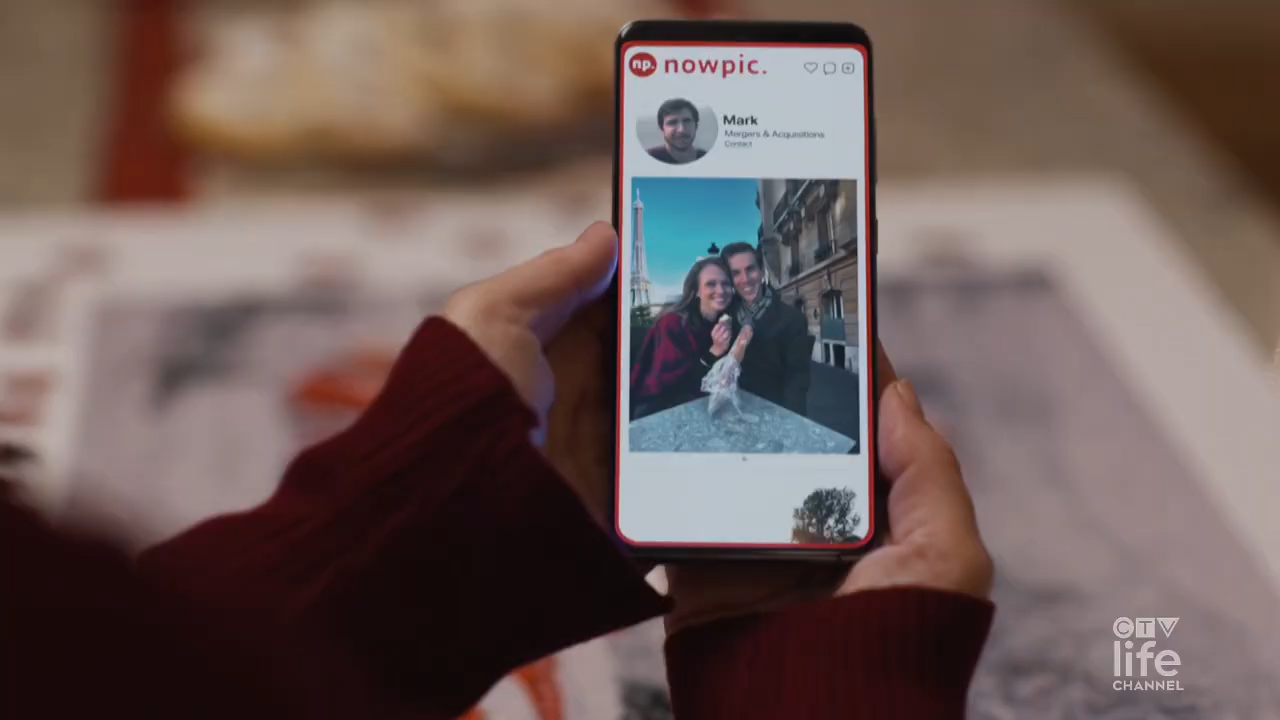 np. nowpic.
Mark
Mergers & Acquisitions
Contact
CTV
life
CHANNEL